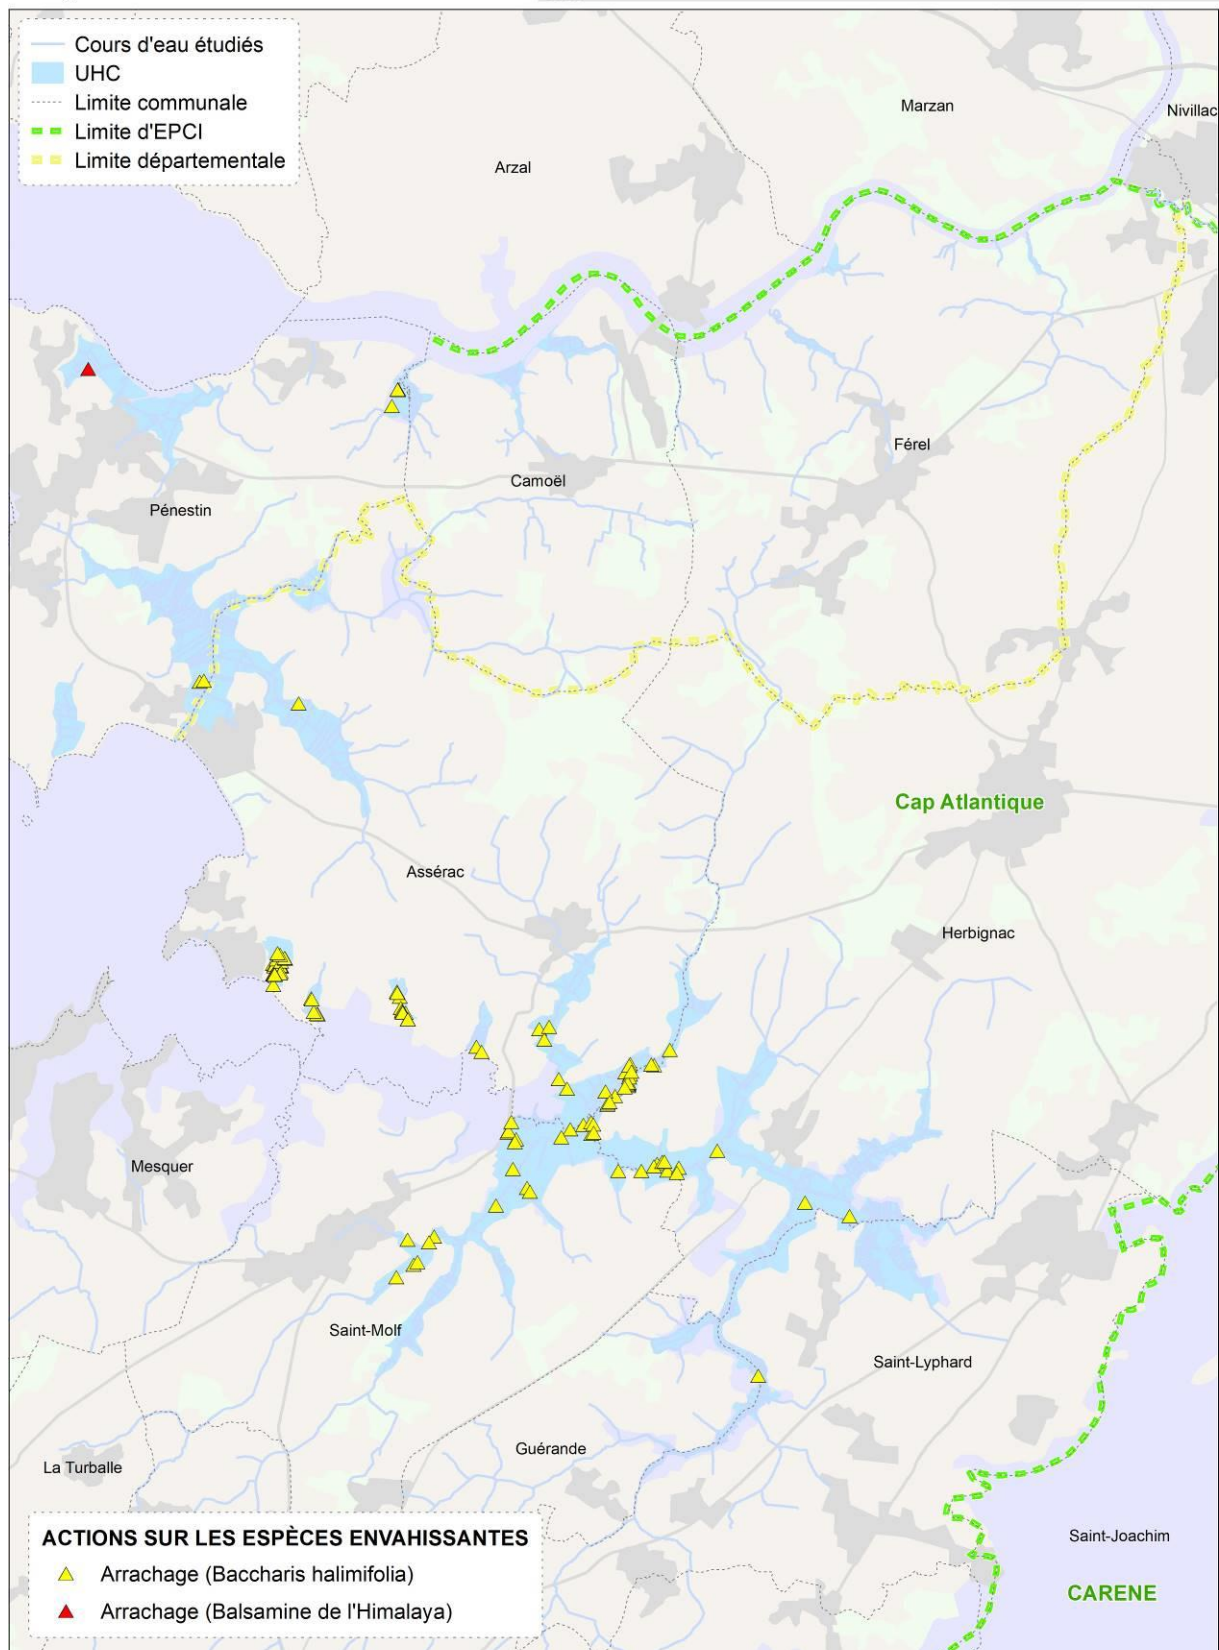 Cours d'eau étudiés
UHC
Limite communale
Limite d'EPCI
Limite départementale
Marzan
Nivillac
Arzal
Férel
Camoël
Pénestin
Cap Atlantique
Assérac
Herbignac
Mesquer
Saint-Molf
Saint-Lyphard
Guérande
La Turballe
ACTIONS SUR LES ESPÈCES ENVAHISSANTES
Arrachage (Baccharis halimifolia)
Arrachage (Balsamine de l'Himalaya)
Saint-Joachim
CARENE